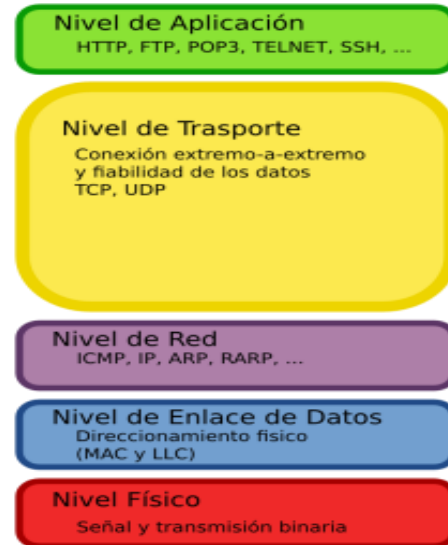 Nivel de Aplicación
HTTP, FTP, POP3, TELNET, SSH, ...
Nivel de Trasporte
Conexión extremo-a-extremo
y fiabilidad de los datos
TCP, UDP
Nivel de Red
ICMP, IP, ARP, RARP, ...
Nivel de Enlace de Datos
Direccionamiento fisico
(MAC y LLC)
Nivel Físico
Señal y transmisión binaria